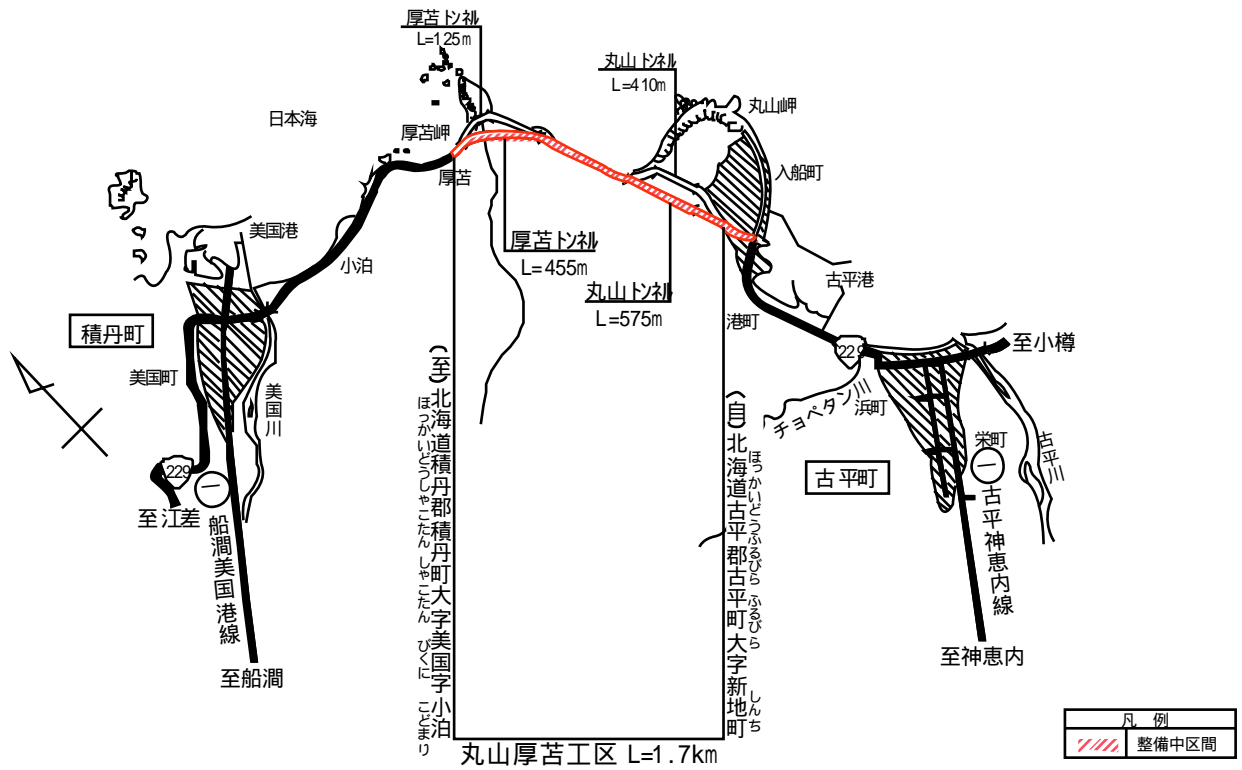 厚苫トンネル
L=125m
丸山トンネル
L=410m
丸山岬
日本海
厚苫岬
厚苫
入船町
美国港
小泊
厚苫トンネル
L=455m
丸山トンネル
L=575m
古平港
港町
積丹町
美国町
美国川
229
至小樽
チョペタン川
浜町
栄町
古平川
古平町
229
一
至江差
船澗美国港線
至船澗
一
古平神恵内線
至神恵内
(至)北海道積丹郡積丹町大字美国字小泊
ほっかいどうしゃこたん しゃこたん びくに こどまり
(自)北海道古平郡古平町大字新地町
ほっかいどうふるびら ふるびら しんち
丸山厚苫工区 L=1.7km
凡 例
整備中区間